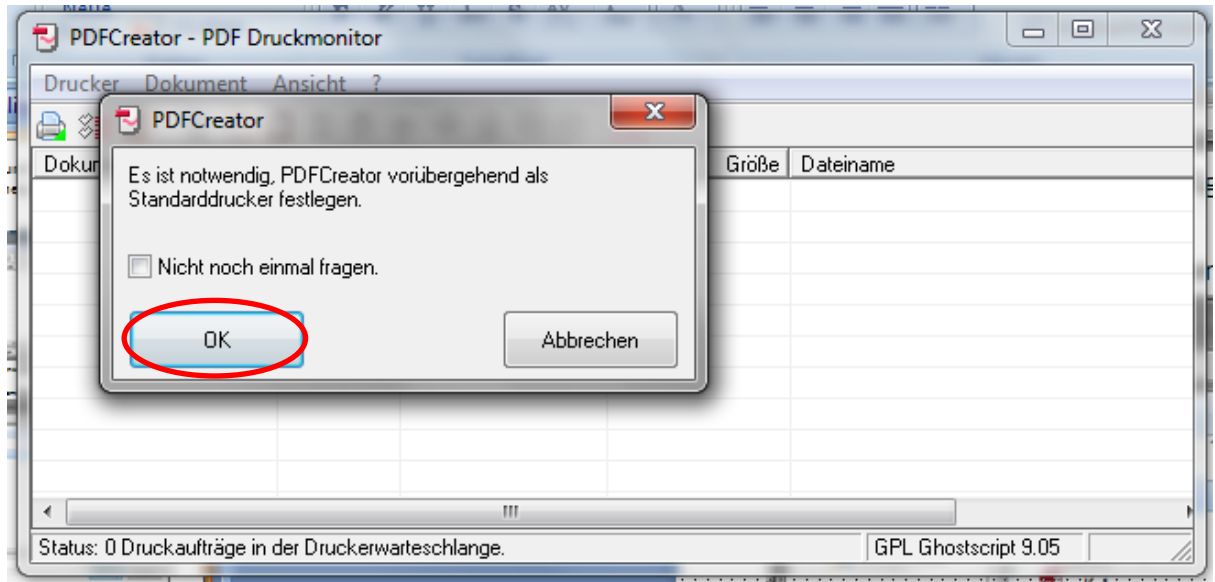 PDFCreator - PDF Druckmonitor
Drucker Dokument Ansicht ?
PDFCreator
Größe Dateiname
Es ist notwendig, PDFCreator vorübergehend als
Standarddrucker festlegen.
Nicht noch einmal fragen.
OK Abbrechen
Status: 0 Druckaufträge in der Druckerwarteschlange. GPL Ghostscript 9.05